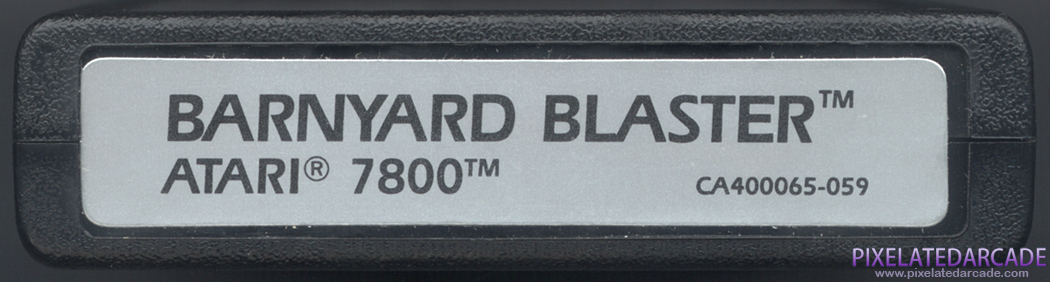 BARNYARD BLASTER™
ATARI® 7800™
CA400065-059
PIXELATEDARCADE
www.pixelatedarcade.com